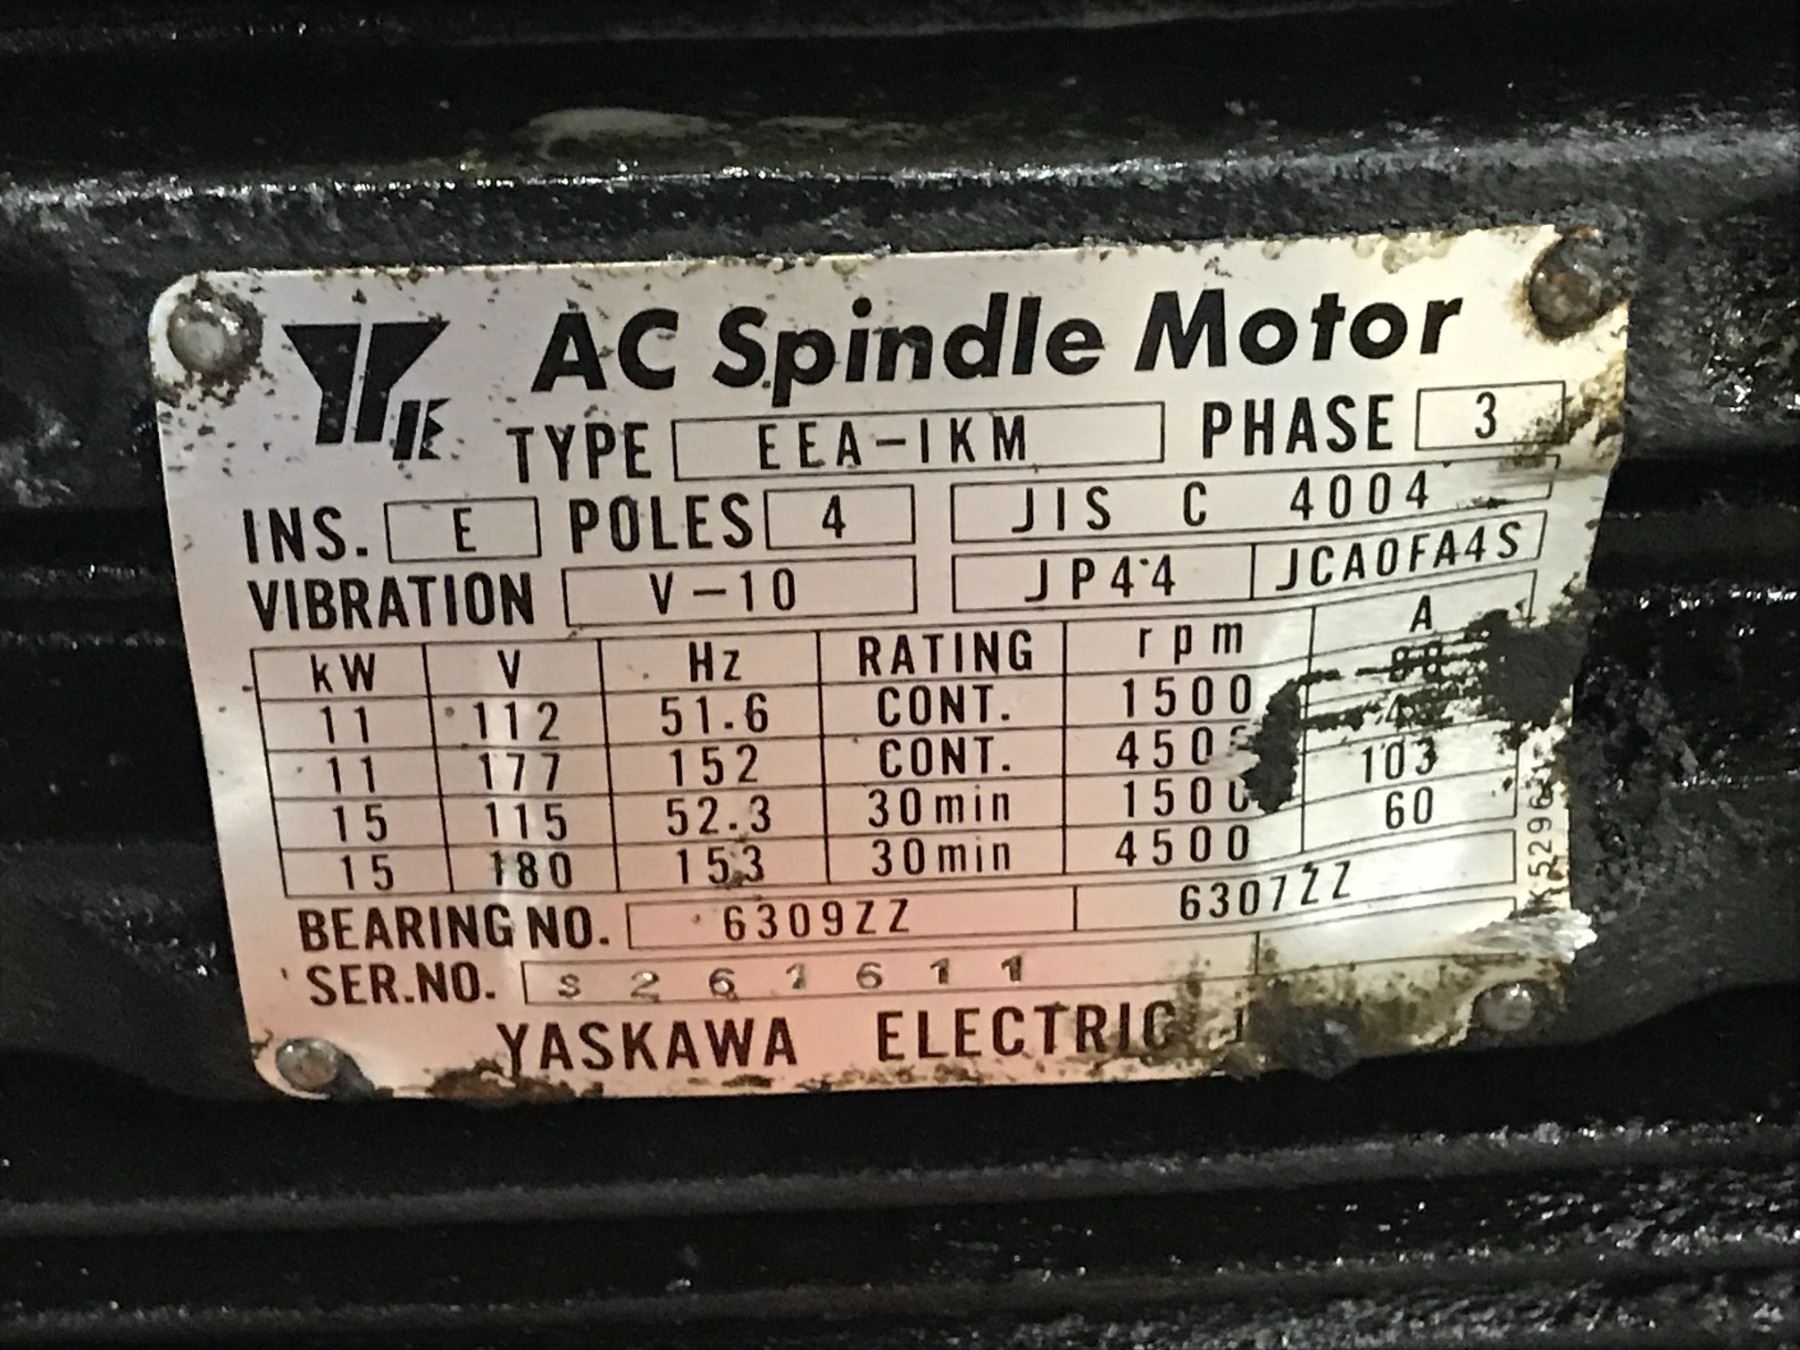 AC Spindle Motor
TYPE EEA-IKM PHASE 3
INS. E POLES 4 JIS C 4004
VIBRATION V-10 JP44 JCA0FA4S
kW V Hz RATING rpm A
11 112 51.6 CONT. 1500 88
11 177 152 CONT.
15 115 52.3 30min 103
15 180 153 30min 4500 60
BEARING NO. 6309ZZ 6307ZZ
SER.NO. S261611
YASKAWA ELECTRIC